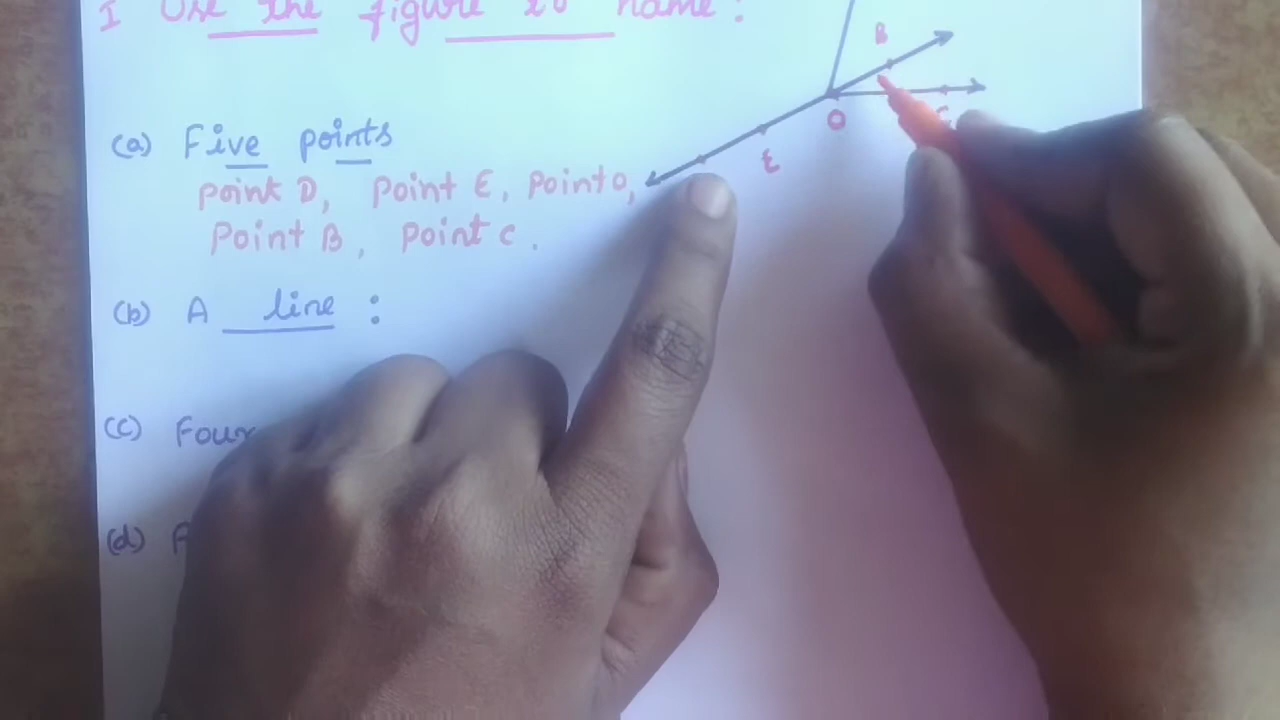 I Use the figure to name :
B
C
O
E
(a) Five points
Point D, Point E, Point O,
Point B, Point C.
(b) A line :
(c) Four
(d)